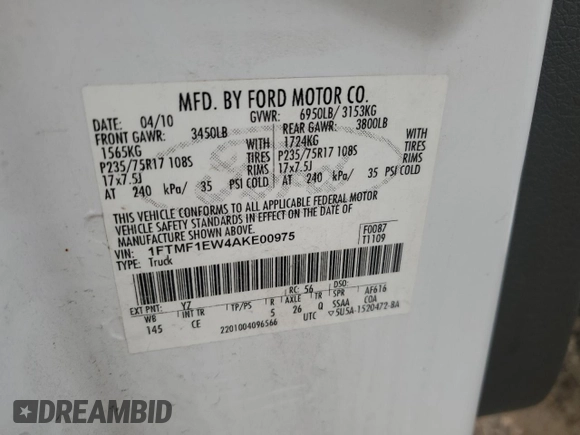 MFD. BY FORD MOTOR CO.
DATE: 04/10 GVWR: 6950LB/ 3153KG
FRONT GAWR: 3450LB REAR GAWR: 3800LB
1565KG WITH 1724KG WITH
P235/75R17 108S TIRES P235/75R17 108S TIRES
17x7.5J RIMS 17x7.5J RIMS
AT 240 kPa/ 35 PSI COLD AT 240 kPa/ 35 PSI COLD
THIS VEHICLE CONFORMS TO ALL APPLICABLE FEDERAL MOTOR
VEHICLE SAFETY STANDARDS IN EFFECT ON THE DATE OF
MANUFACTURE SHOWN ABOVE.
VIN: 1FTMF1EW4AKE00975 F0087
TYPE: Truck T1109
EXT PNT: YZ RC: 56 DSO:
WB INT TR TP/PS R AXLE TR SPR AF616
145 CE 5 26 Q SSAA COA
2201004096566 UTC ▽5U5A-1520472-BA
DREAMBID